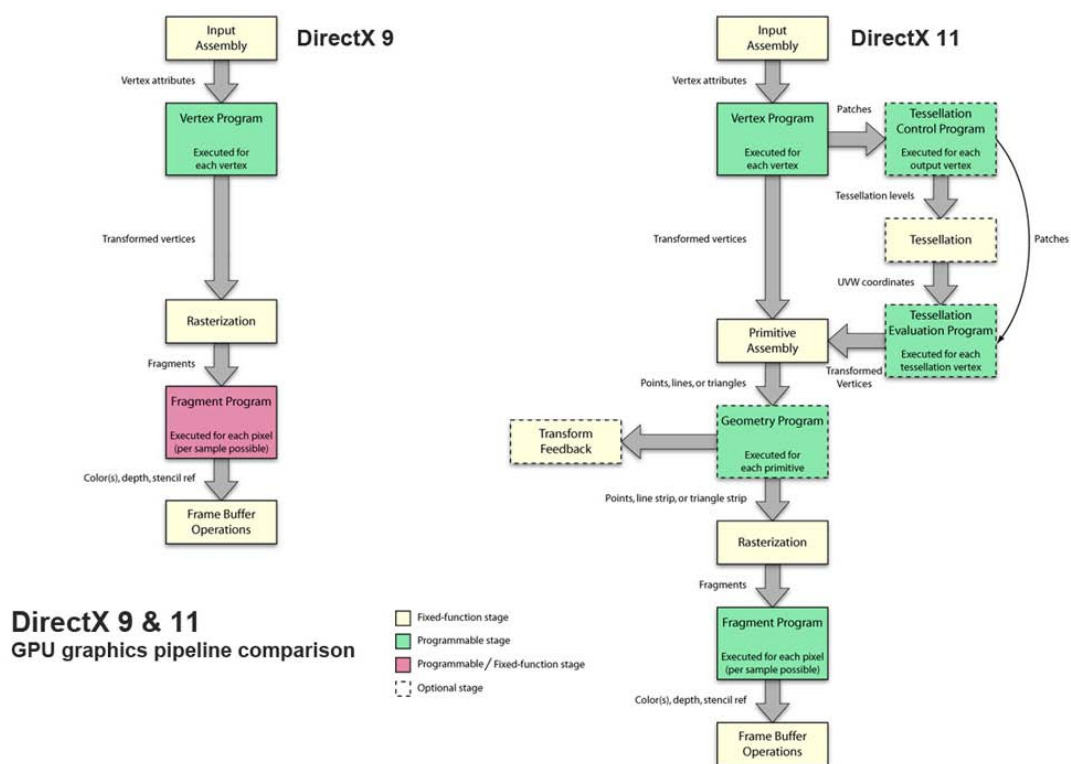 DirectX 9
Input
Assembly
Vertex attributes
Vertex Program
Executed for
each vertex
Transformed vertices
Rasterization
Fragments
Fragment Program
Executed for each pixel
(per sample possible)
Color(s), depth, stencil ref
Frame Buffer
Operations
DirectX 11
Input
Assembly
Vertex attributes
Vertex Program
Executed for
each vertex
Patches
Tessellation
Control Program
Executed for each
output vertex
Tessellation levels
Tessellation
Patches
UVW coordinates
Tessellation
Evaluation Program
Executed for each
tessellation vertex
Transformed vertices
Transformed
Vertices
Primitive
Assembly
Points, lines, or triangles
Geometry Program
Executed for
each primitive
Transform
Feedback
Points, line strip, or triangle strip
Rasterization
Fragments
Fragment Program
Executed for each pixel
(per sample possible)
Color(s), depth, stencil ref
Frame Buffer
Operations
DirectX 9 & 11
GPU graphics pipeline comparison
Fixed-function stage
Programmable stage
Programmable/ Fixed-function stage
Optional stage